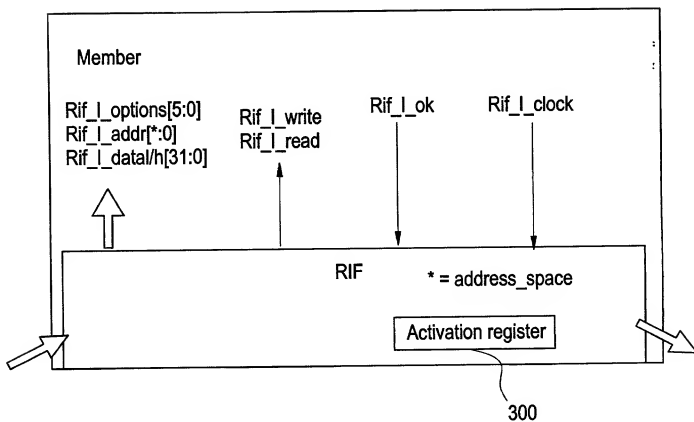 Member
Rif_I_options[5:0]
Rif_I_addr[*:0]
Rif_I_datal/h[31:0]
Rif_I_write
Rif_I_read
Rif_I_ok
Rif_I_clock
RIF
* = address_space
Activation register
300